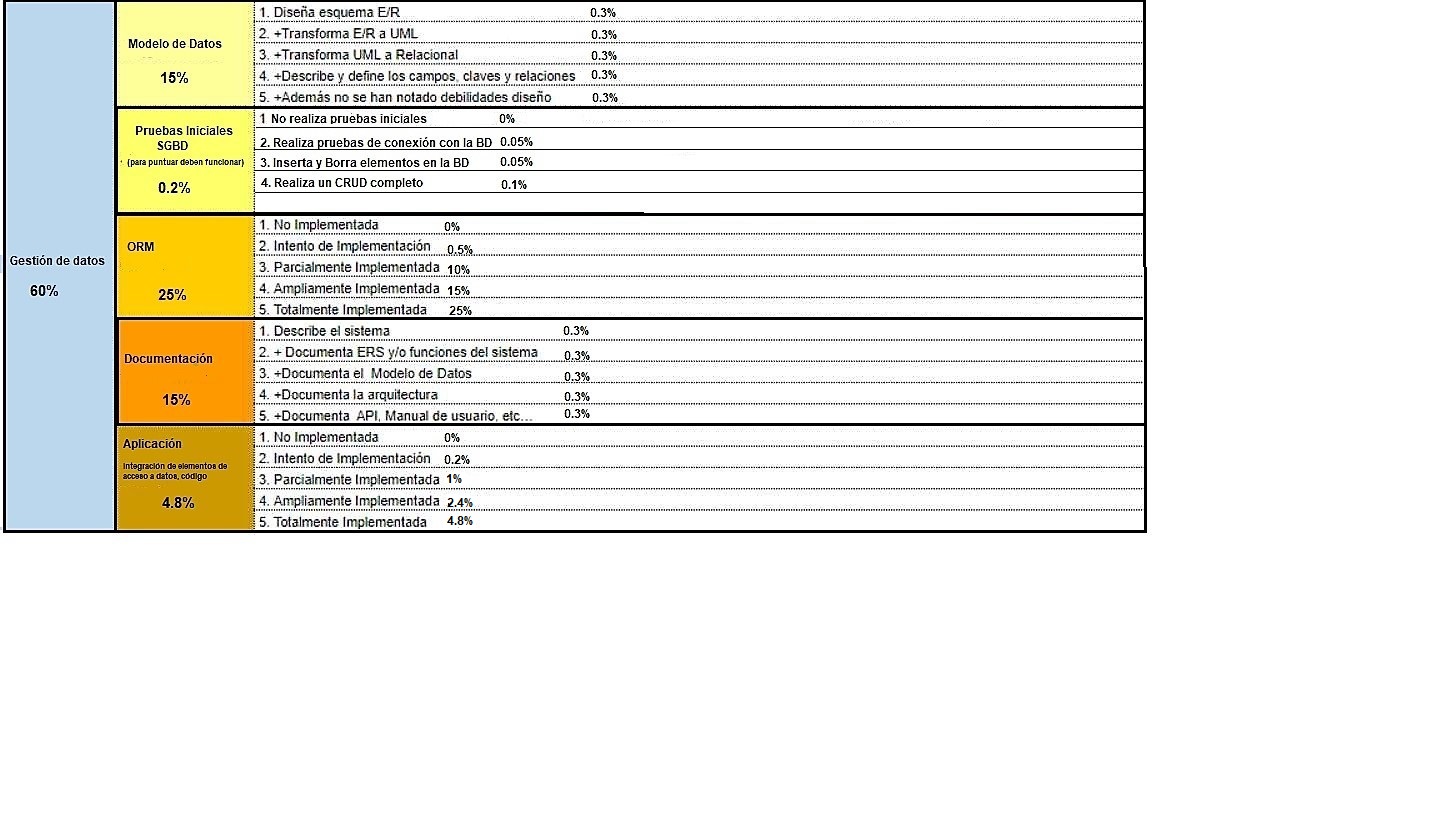 Gestión de datos
60%
Modelo de Datos
15%
1. Diseña esquema E/R 0.3%
2. +Transforma E/R a UML 0.3%
3. +Transforma UML a Relacional 0.3%
4. +Describe y define los campos, claves y relaciones 0.3%
5. +Además no se han notado debilidades diseño 0.3%
Pruebas Iniciales
SGBD
(para puntuar deben funcionar)
0.2%
1 No realiza pruebas iniciales 0%
2. Realiza pruebas de conexión con la BD 0.05%
3. Inserta y Borra elementos en la BD 0.05%
4. Realiza un CRUD completo 0.1%
ORM
25%
1. No Implementada 0%
2. Intento de Implementación 0.5%
3. Parcialmente Implementada 10%
4. Ampliamente Implementada 15%
5. Totalmente Implementada 25%
Documentación
15%
1. Describe el sistema 0.3%
2. + Documenta ERS y/o funciones del sistema 0.3%
3. +Documenta el Modelo de Datos 0.3%
4. +Documenta la arquitectura 0.3%
5. +Documenta API, Manual de usuario, etc... 0.3%
Aplicación
Integración de elementos de
acceso a datos, código
4.8%
1. No Implementada 0%
2. Intento de Implementación 0.2%
3. Parcialmente Implementada 1%
4. Ampliamente Implementada 2.4%
5. Totalmente Implementada 4.8%